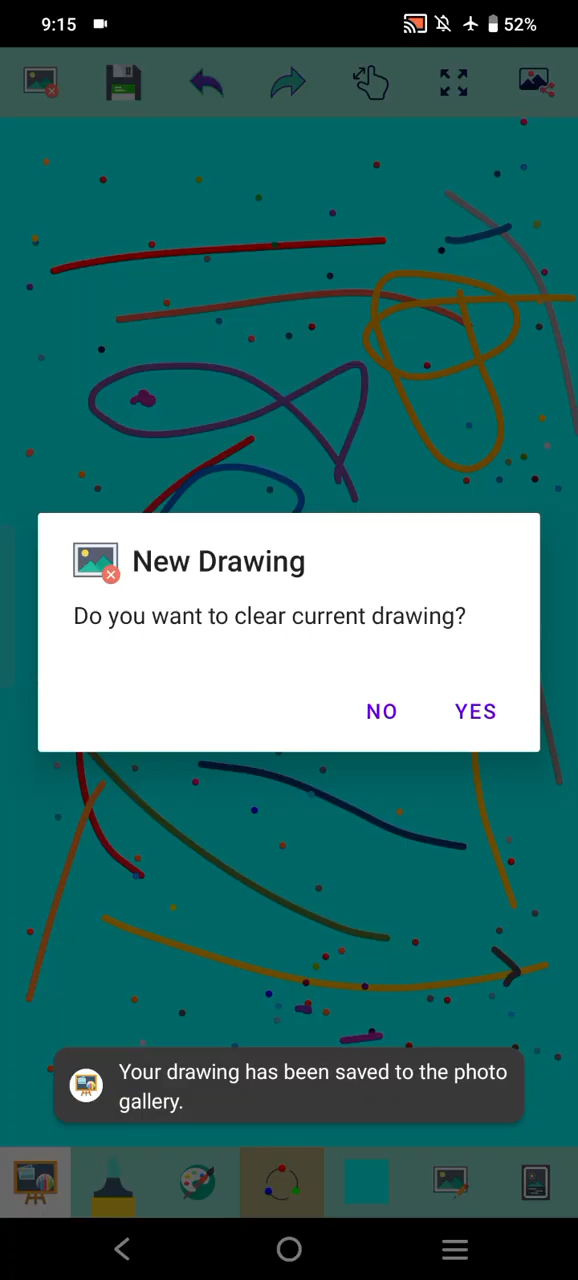 9:15
52%
New Drawing
Do you want to clear current drawing?
NO
YES
Your drawing has been saved to the photo
gallery.